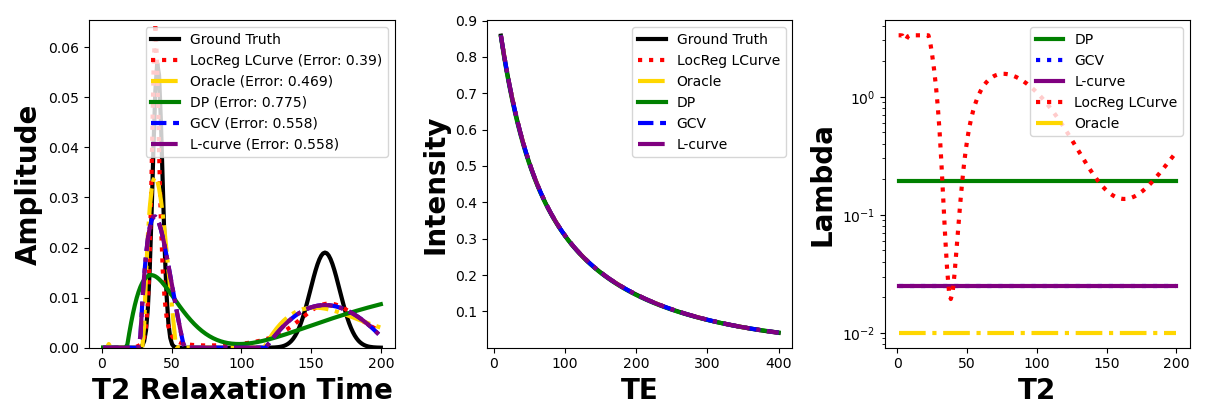 Amplitude
0.06
0.05
0.04
0.03
0.02
0.01
0.00
Ground Truth
LocReg LCurve (Error: 0.39)
Oracle (Error: 0.469)
DP (Error: 0.775)
GCV (Error: 0.558)
L-curve (Error: 0.558)
0 50 100 150 200
T2 Relaxation Time
Intensity
0.9
0.8
0.7
0.6
0.5
0.4
0.3
0.2
0.1
Ground Truth
LocReg LCurve
Oracle
DP
GCV
L-curve
0 100 200 300 400
TE
Lambda
10⁰
10⁻¹
10⁻²
DP
GCV
L-curve
LocReg LCurve
Oracle
0 50 100 150 200
T2